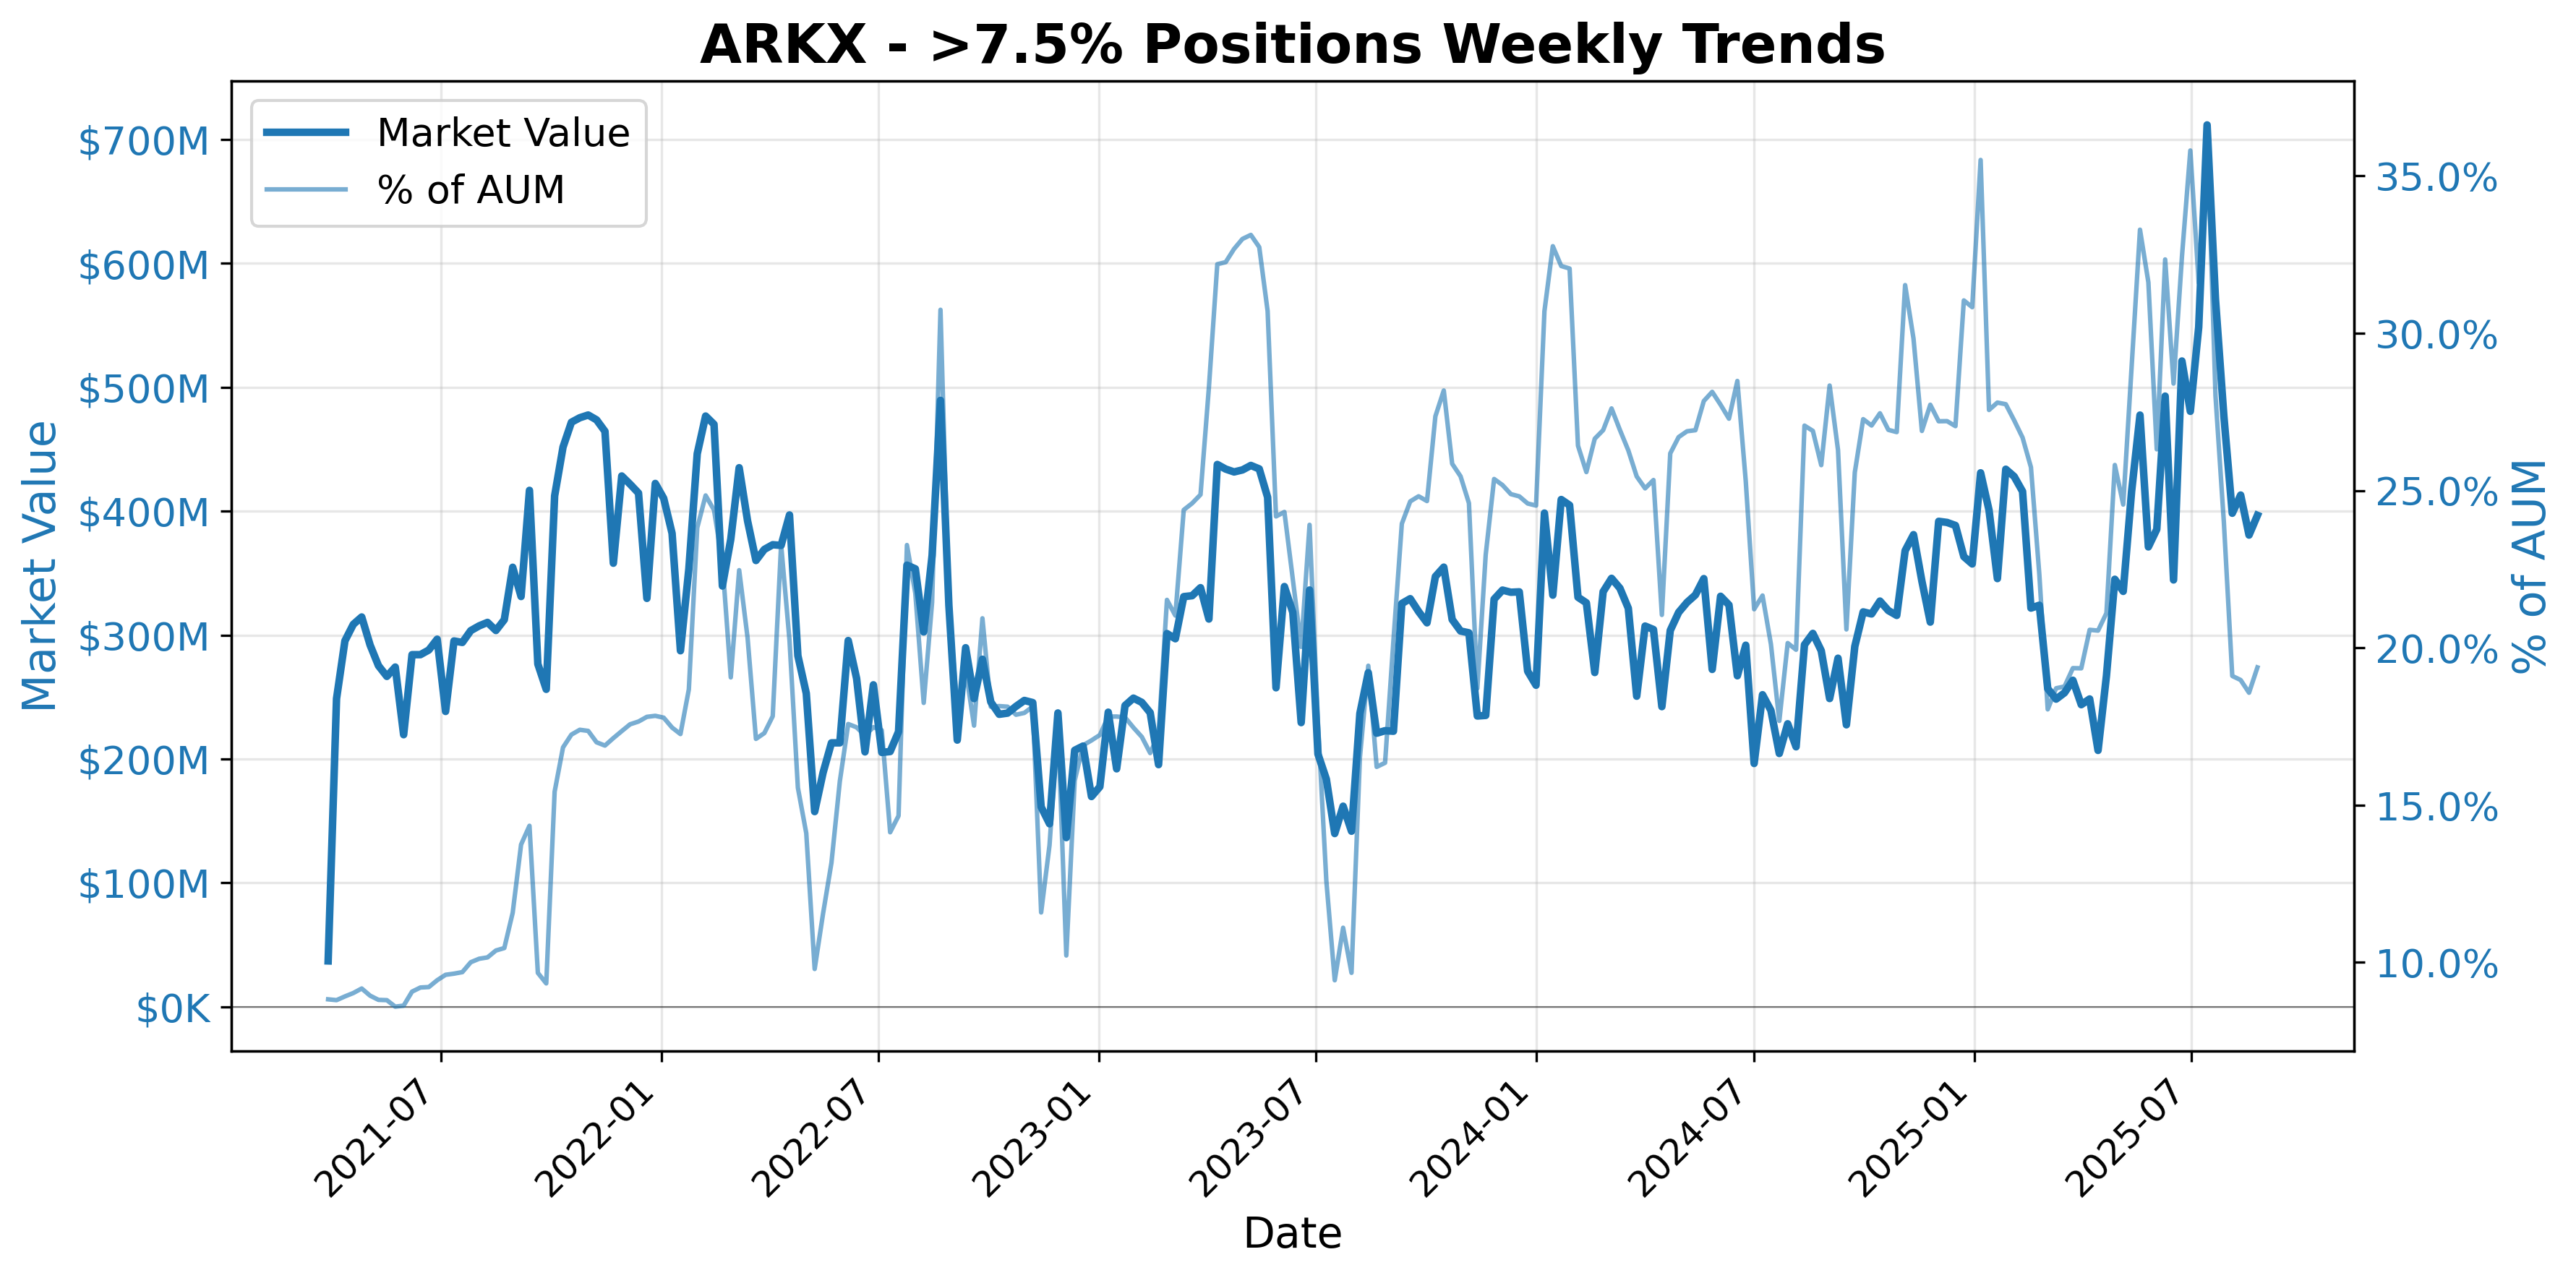 ARKX - >7.5% Positions Weekly Trends
Market Value
% of AUM
$700M
$600M
$500M
$400M
$300M
$200M
$100M
$0K
Market Value
35.0%
30.0%
25.0%
20.0%
15.0%
10.0%
% of AUM
2021-07
2022-01
2022-07
2023-01
2023-07
2024-01
2024-07
2025-01
2025-07
Date